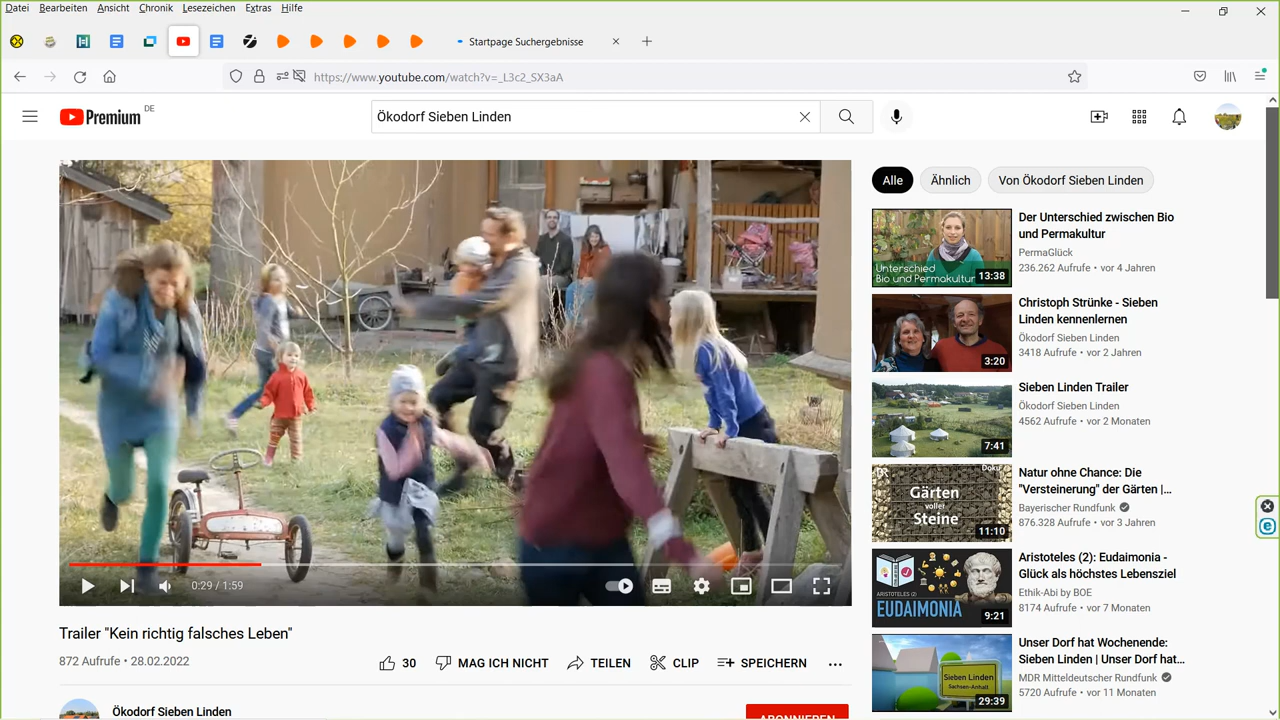 Datei Bearbeiten Ansicht Chronik Lesezeichen Extras Hilfe
Startpage Suchergebnisse
https://www.youtube.com/watch?v=_L3c2_SX3aA
Premium DE
Ökodorf Sieben Linden
Alle
Ähnlich
Von Ökodorf Sieben Linden
Unterschied
Bio und Permakultur
13:38
Der Unterschied zwischen Bio
und Permakultur
PermaGlück
236.262 Aufrufe • vor 4 Jahren
3:20
Christoph Strünke - Sieben
Linden kennenlernen
Ökodorf Sieben Linden
3418 Aufrufe • vor 2 Jahren
7:41
Sieben Linden Trailer
Ökodorf Sieben Linden
4562 Aufrufe • vor 2 Monaten
BR
Doku
Gärten
voller
Steine
11:10
Natur ohne Chance: Die
"Versteinerung" der Gärten |...
Bayerischer Rundfunk
876.328 Aufrufe • vor 3 Jahren
ARISTOTELES (2)
EUDAIMONIA
9:21
Aristoteles (2): Eudaimonia -
Glück als höchstes Lebensziel
Ethik-Abi by BOE
8174 Aufrufe • vor 7 Monaten
Sieben Linden
Sachsen-Anhalt
29:39
Unser Dorf hat Wochenende:
Sieben Linden | Unser Dorf hat...
MDR Mitteldeutscher Rundfunk
5720 Aufrufe • vor 11 Monaten
0:29 / 1:59
Trailer "Kein richtig falsches Leben"
872 Aufrufe • 28.02.2022
30
MAG ICH NICHT
TEILEN
CLIP
SPEICHERN
Ökodorf Sieben Linden
ABONNIEREN